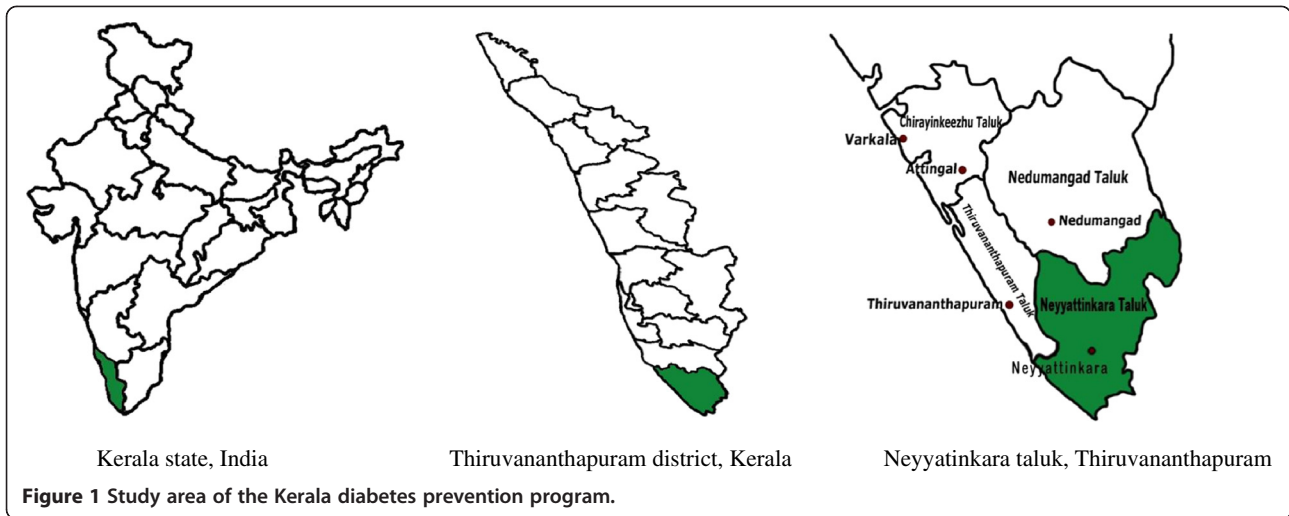 Chirayinkeezhu Taluk
Varkala
Attingal
Nedumangad Taluk
Nedumangad
Thiruvananthapuram Taluk
Thiruvananthapuram
Neyyattinkara Taluk
Neyyattinkara
Kerala state, India
Thiruvananthapuram district, Kerala
Neyyatinkara taluk, Thiruvananthapuram
Figure 1 Study area of the Kerala diabetes prevention program.